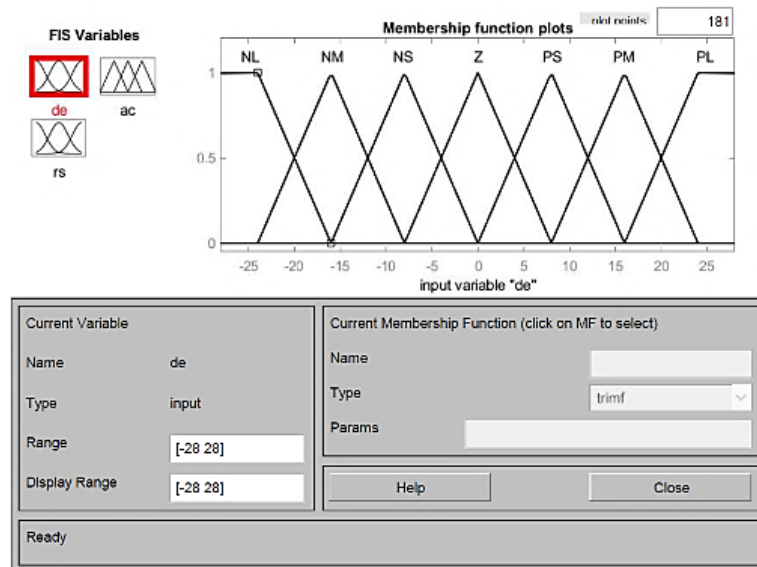 FIS Variables
de
ac
rs
Membership function plots
plot points
181
NL NM NS Z PS PM PL
1
0.5
0
-25 -20 -15 -10 -5 0 5 10 15 20 25
input variable "de"
Current Variable
Name de
Type input
Range [-28 28]
Display Range [-28 28]
Current Membership Function (click on MF to select)
Name
Type trimf
Params
Help
Close
Ready